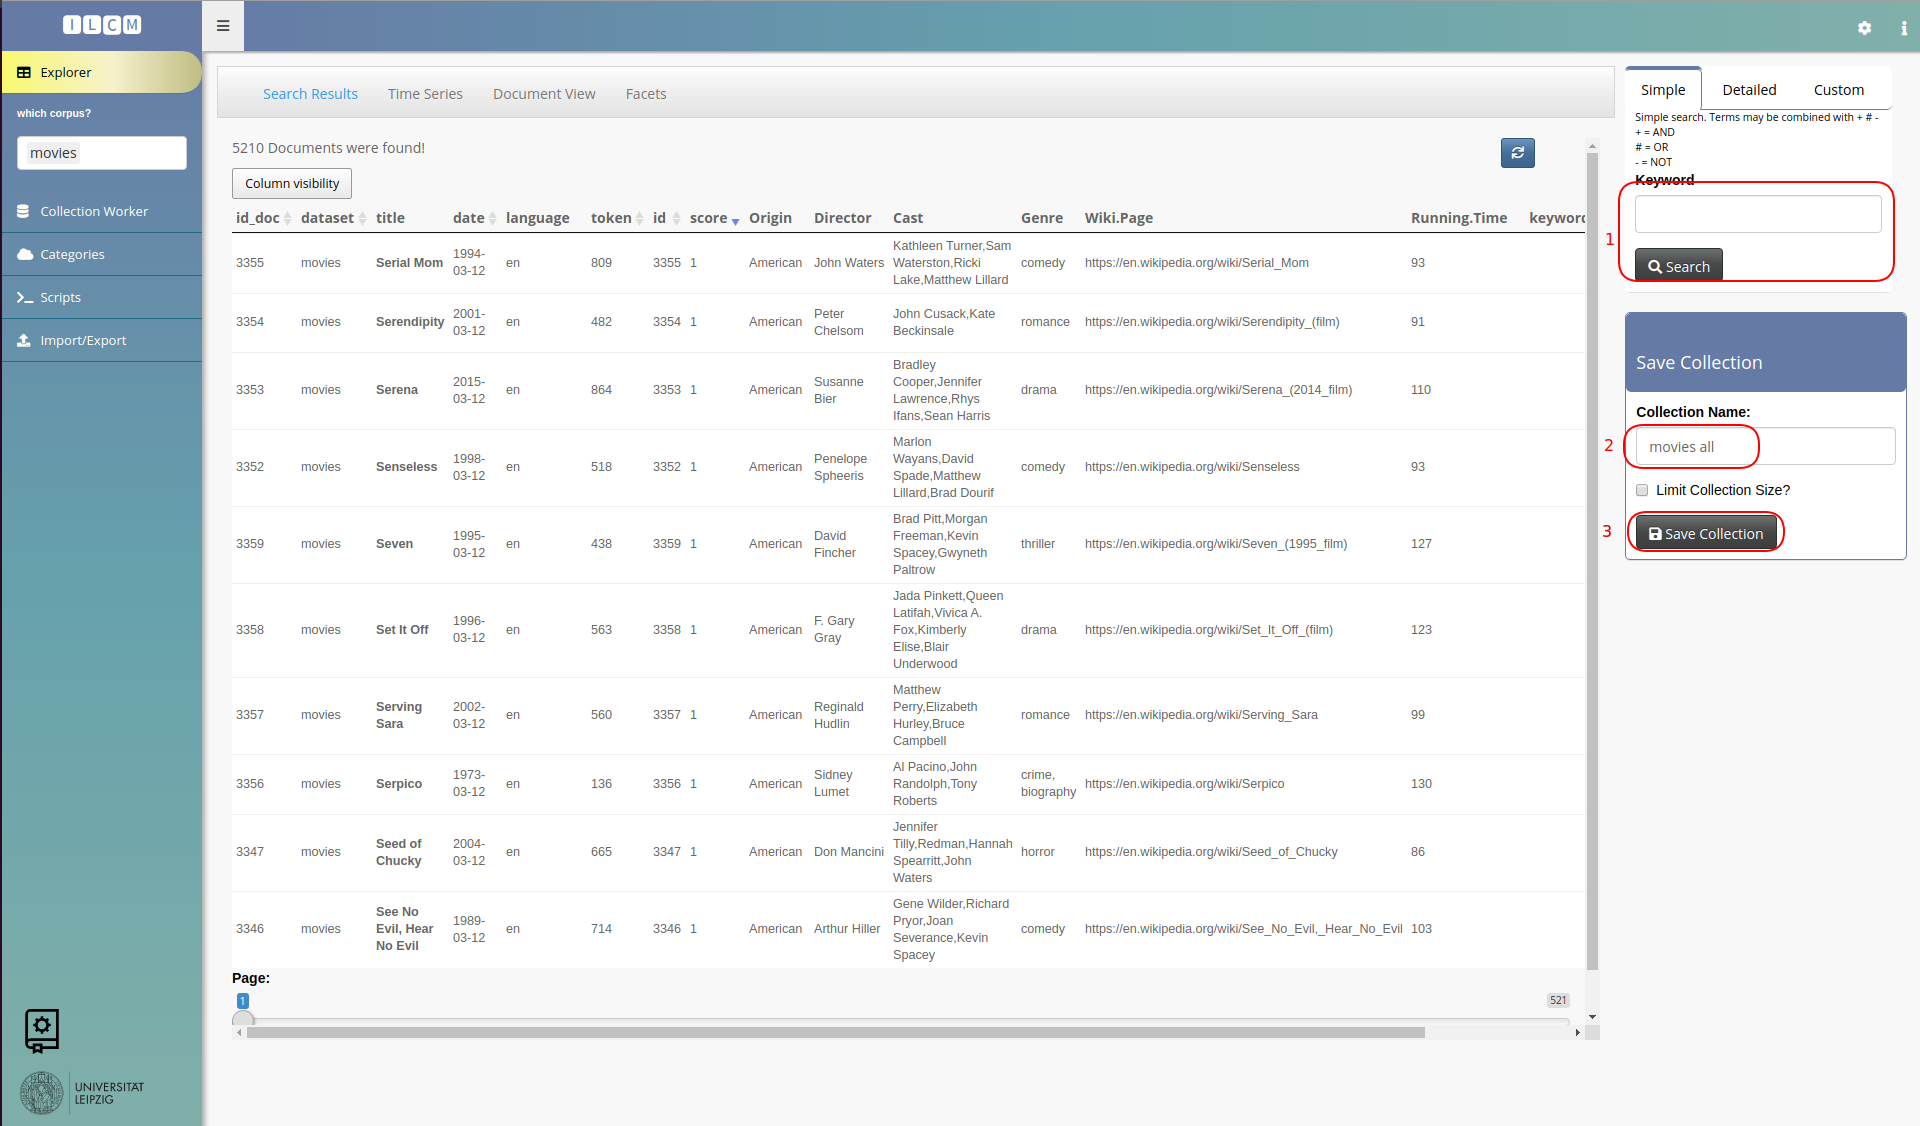 I L C M
Explorer
which corpus?
movies
Collection Worker
Categories
Scripts
Import/Export
UNIVERSITÄT
LEIPZIG
Search Results Time Series Document View Facets
5210 Documents were found!
Column visibility
id_doc dataset title date language token id score Origin Director Cast Genre Wiki.Page Running.Time keyword
3355 movies Serial Mom 1994-03-12 en 809 3355 1 American John Waters Kathleen Turner,Sam Waterston,Ricki Lake,Matthew Lillard comedy https://en.wikipedia.org/wiki/Serial_Mom 93
3354 movies Serendipity 2001-03-12 en 482 3354 1 American Peter Chelsom John Cusack,Kate Beckinsale romance https://en.wikipedia.org/wiki/Serendipity_(film) 91
3353 movies Serena 2015-03-12 en 864 3353 1 American Susanne Bier Bradley Cooper,Jennifer Lawrence,Rhys Ifans,Sean Harris drama https://en.wikipedia.org/wiki/Serena_(2014_film) 110
3352 movies Senseless 1998-03-12 en 518 3352 1 American Penelope Spheeris Marlon Wayans,David Spade,Matthew Lillard,Brad Dourif comedy https://en.wikipedia.org/wiki/Senseless 93
3359 movies Seven 1995-03-12 en 438 3359 1 American David Fincher Brad Pitt,Morgan Freeman,Kevin Spacey,Gwyneth Paltrow thriller https://en.wikipedia.org/wiki/Seven_(1995_film) 127
3358 movies Set It Off 1996-03-12 en 563 3358 1 American F. Gary Gray Jada Pinkett,Queen Latifah,Vivica A. Fox,Kimberly Elise,Blair Underwood drama https://en.wikipedia.org/wiki/Set_It_Off_(film) 123
3357 movies Serving Sara 2002-03-12 en 560 3357 1 American Reginald Hudlin Matthew Perry,Elizabeth Hurley,Bruce Campbell romance https://en.wikipedia.org/wiki/Serving_Sara 99
3356 movies Serpico 1973-03-12 en 136 3356 1 American Sidney Lumet Al Pacino,John Randolph,Tony Roberts crime, biography https://en.wikipedia.org/wiki/Serpico 130
3347 movies Seed of Chucky 2004-03-12 en 665 3347 1 American Don Mancini Jennifer Tilly,Redman,Hannah Spearritt,John Waters horror https://en.wikipedia.org/wiki/Seed_of_Chucky 86
3346 movies See No Evil, Hear No Evil 1989-03-12 en 714 3346 1 American Arthur Hiller Gene Wilder,Richard Pryor,Joan Severance,Kevin Spacey comedy https://en.wikipedia.org/wiki/See_No_Evil,_Hear_No_Evil 103
Page:
1 521
Simple Detailed Custom
Simple search. Terms may be combined with + # -
+ = AND
# = OR
- = NOT
Keyword
1
Search
Save Collection
Collection Name:
2 movies all
Limit Collection Size?
3 Save Collection